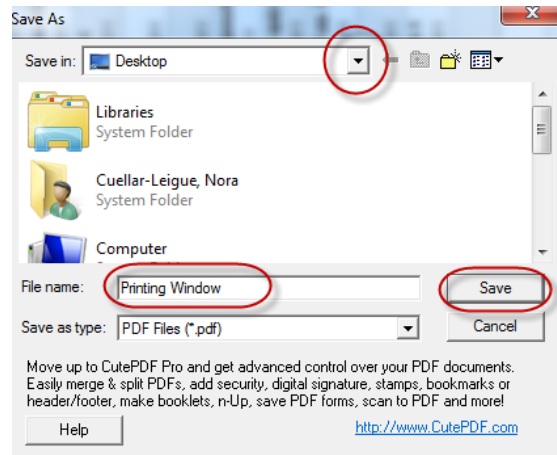 Save As
Save in: Desktop
Libraries
System Folder
Cuellar-Leigue, Nora
System Folder
Computer
File name: Printing Window Save
Save as type: PDF Files (*.pdf) Cancel
Move up to CutePDF Pro and get advanced control over your PDF documents.
Easily merge & split PDFs, add security, digital signature, stamps, bookmarks or
header/footer, make booklets, n-Up, save PDF forms, scan to PDF and more!
Help http://www.CutePDF.com